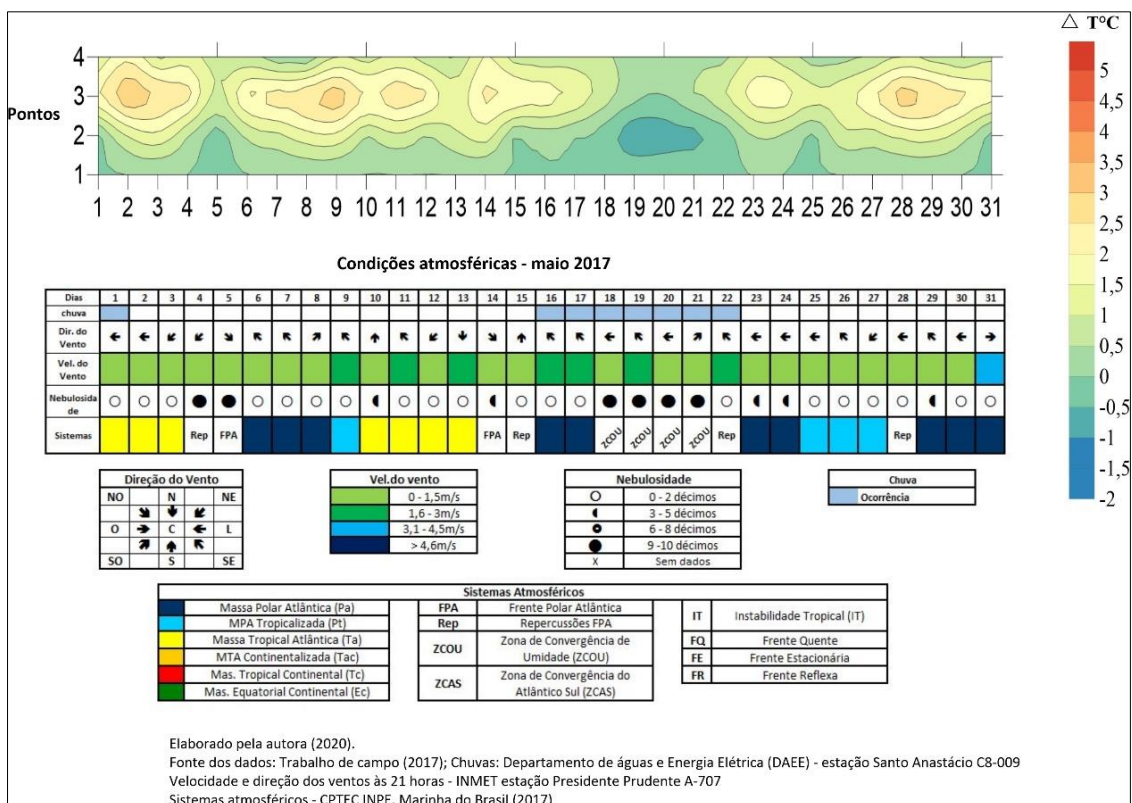 △ T°C
4
3
Pontos
2
1
1 2 3 4 5 6 7 8 9 10 11 12 13 14 15 16 17 18 19 20 21 22 23 24 25 26 27 28 29 30 31
5
4,5
4
3,5
3
2,5
2
1,5
1
0,5
0
-0,5
-1
-1,5
-2
Condições atmosféricas - maio 2017
Dias 1 2 3 4 5 6 7 8 9 10 11 12 13 14 15 16 17 18 19 20 21 22 23 24 25 26 27 28 29 30 31
chuva
Dir. do
Vento
Vel. do
Vento
Nebulosida
de
Sistemas Rep FPA FPA Rep ZCOU ZCOU ZCOU ZCOU Rep Rep
Direção do Vento
NO N NE
O C L
SO S SE
Vel.do vento
0 - 1,5m/s
1,6 - 3m/s
3,1 - 4,5m/s
> 4,6m/s
Nebulosidade
0 - 2 décimos
3 - 5 décimos
6 - 8 décimos
9 -10 décimos
X Sem dados
Chuva
Ocorrência
Sistemas Atmosféricos
Massa Polar Atlântica (Pa)
MPA Tropicalizada (Pt)
Massa Tropical Atlântica (Ta)
MTA Continentalizada (Tac)
Mas. Tropical Continental (Tc)
Mas. Equatorial Continental (Ec)
FPA Frente Polar Atlântica
Rep Repercussões FPA
ZCOU Zona de Convergência de
Umidade (ZCOU)
ZCAS Zona de Convergência do
Atlântico Sul (ZCAS)
IT Instabilidade Tropical (IT)
FQ Frente Quente
FE Frente Estacionária
FR Frente Reflexa
Elaborado pela autora (2020).
Fonte dos dados: Trabalho de campo (2017); Chuvas: Departamento de águas e Energia Elétrica (DAEE) - estação Santo Anastácio C8-009
Velocidade e direção dos ventos às 21 horas - INMET estação Presidente Prudente A-707
Sistemas atmosféricos - CPTEC INPE, Marinha do Brasil (2017)